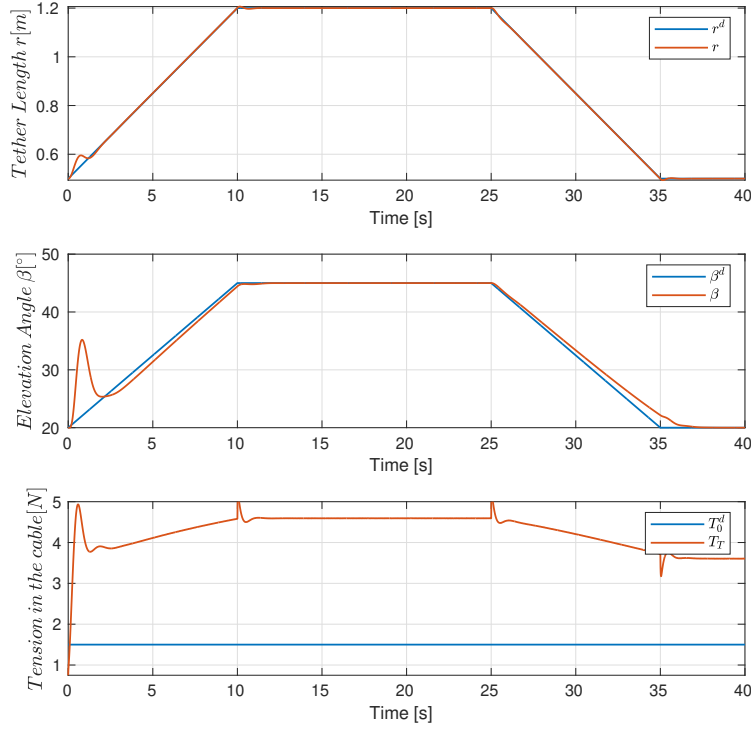 Tether Length r[m]
1.2
1
0.8
0.6
r^d
r
0 5 10 15 20 25 30 35 40
Time [s]
Elevation Angle β[°]
50
40
30
20
β^d
β
0 5 10 15 20 25 30 35 40
Time [s]
Tension in the cable[N]
5
4
3
2
1
T_0^d
T_T
0 5 10 15 20 25 30 35 40
Time [s]